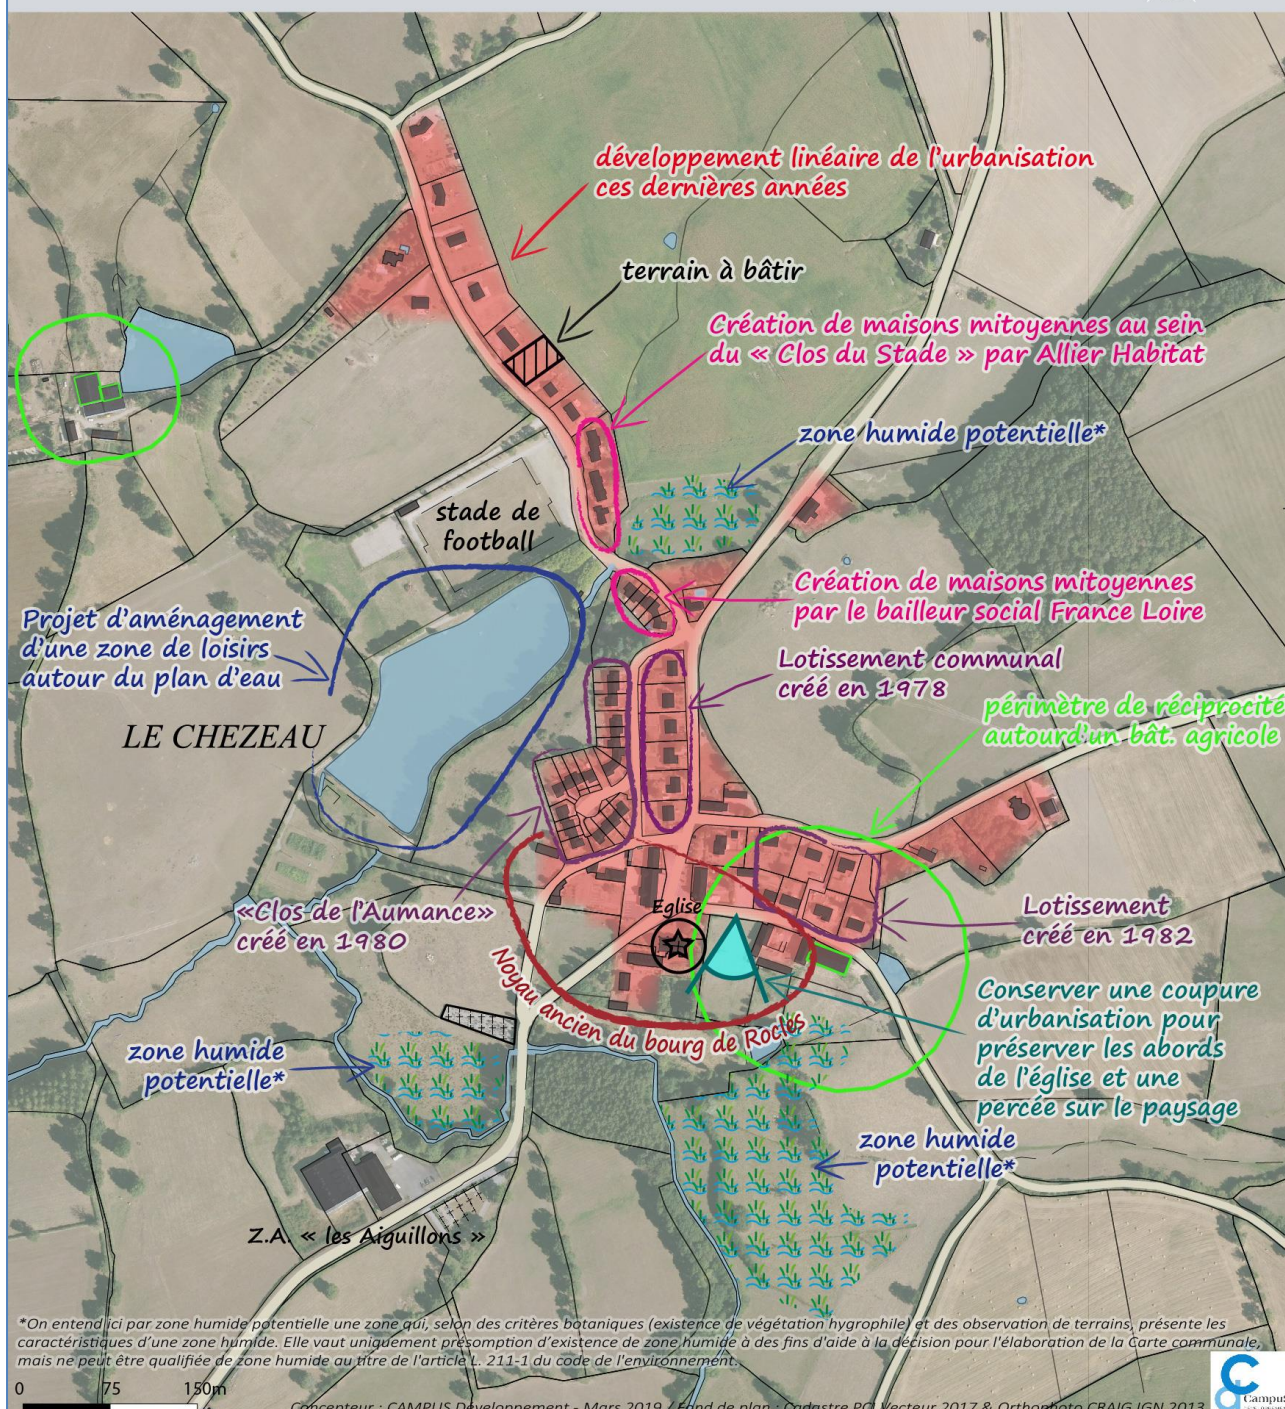 développement linéaire de l'urbanisation
ces dernières années
terrain à bâtir
Création de maisons mitoyennes au sein
du « Clos du Stade » par Allier Habitat
zone humide potentielle*
stade de
football
Création de maisons mitoyennes
par le bailleur social France Loire
Projet d'aménagement
d'une zone de loisirs
autour du plan d'eau
Lotissement communal
créé en 1978
périmètre de réciprocité
autourd'un bât. agricole
LE CHEZEAU
«Clos de l'Aumance»
créé en 1980
Eglise
Lotissement
créé en 1982
Noyau ancien du bourg de Rocles
Conserver une coupure
d'urbanisation pour
préserver les abords
de l'église et une
percée sur le paysage
zone humide
potentielle*
zone humide
potentielle*
Z.A. « les Aiguillons »
*On entend ici par zone humide potentielle une zone qui, selon des critères botaniques (existence de végétation hygrophile) et des observation de terrains, présente les
caractéristiques d'une zone humide. Elle vaut uniquement présomption d'existence de zone humide à des fins d'aide à la décision pour l'élaboration de la Carte communale,
mais ne peut être qualifiée de zone humide au titre de l'article L. 211-1 du code de l'environnement.
0 75 150m
Concepteur : CAMPUS Développement - Mars 2019 / Fond de plan : Cadastre PCI Vecteur 2017 & Orthophoto CRAIG IGN 2013
Campus